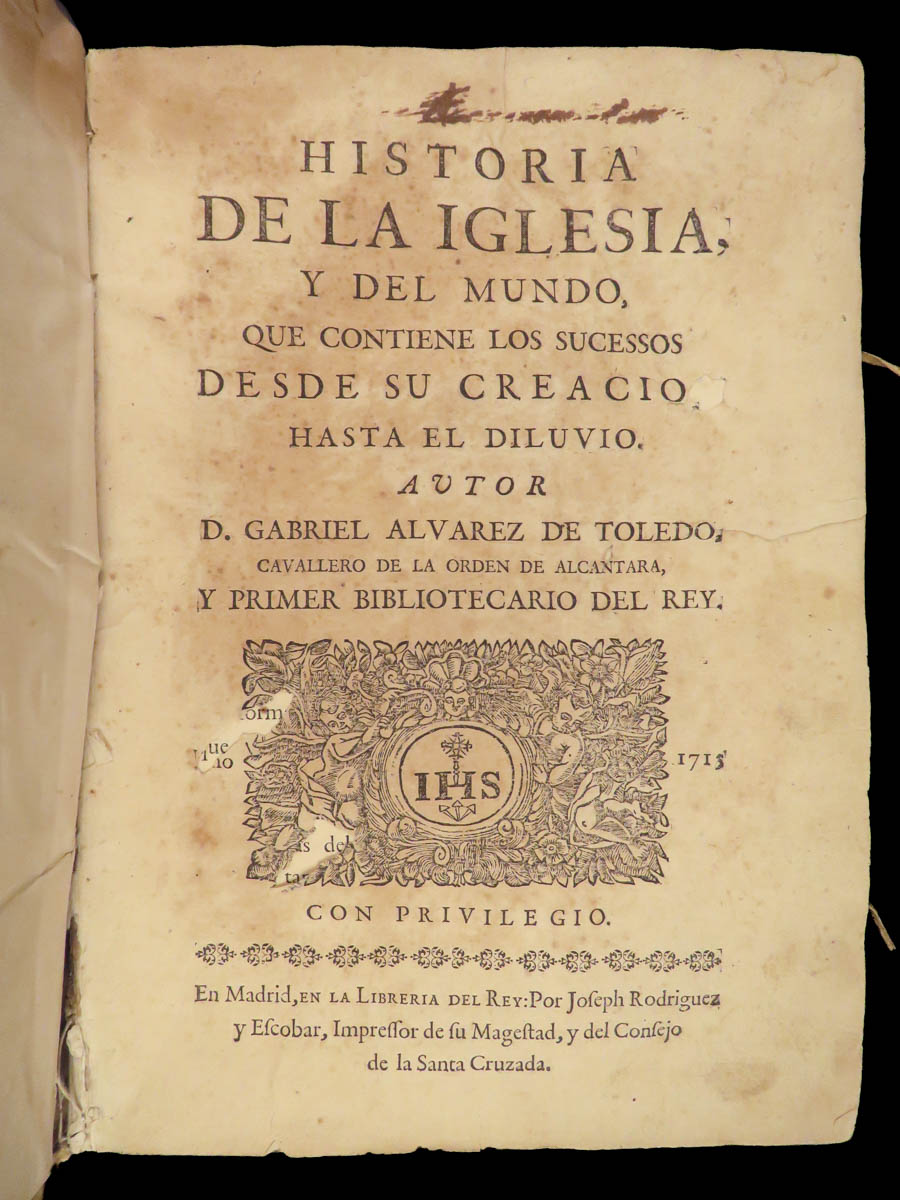 HISTORIA
DE LA IGLESIA,
Y DEL MUNDO,
QUE CONTIENE LOS SUCESSOS
DESDE SU CREACIO
HASTA EL DILUVIO.
AUTOR
D. GABRIEL ALVAREZ DE TOLEDO,
CAVALLERO DE LA ORDEN DE ALCANTARA,
Y PRIMER BIBLIOTECARIO DEL REY.
IHS
1713
CON PRIVILEGIO.
En Madrid, EN LA LIBRERIA DEL REY: Por Joſeph Rodriguez
y Eſcobar, Impreſſor de ſu Mageſtad, y del Conſejo
de la Santa Cruzada.